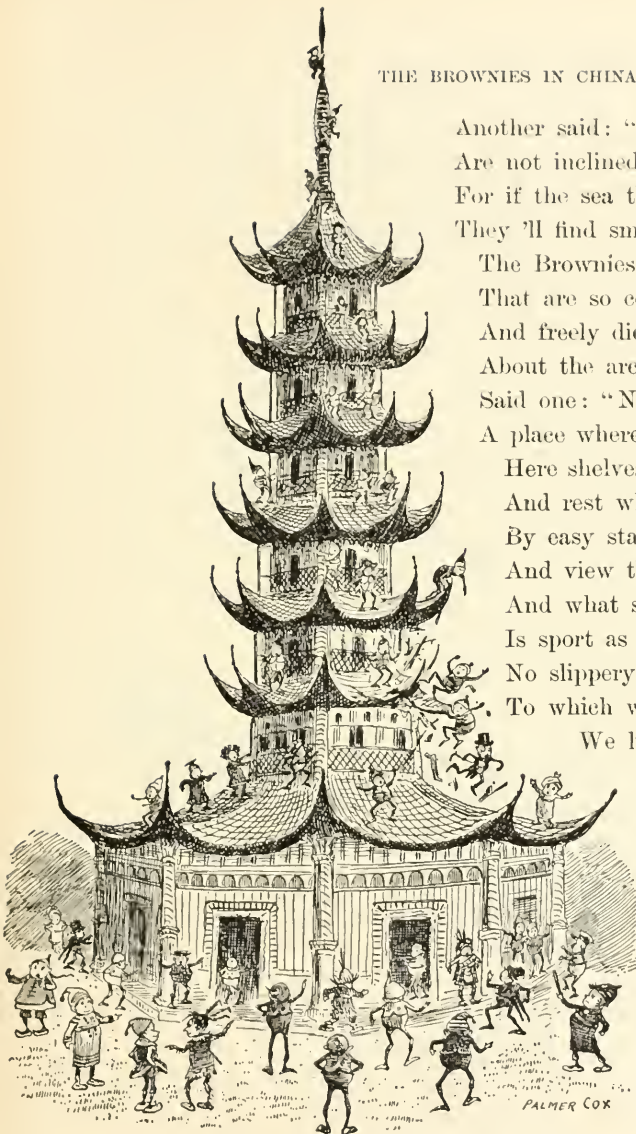 THE BROWNIES IN CHINA
Another said: "
Are not inclined
For if the sea t
They 'll find sm
The Brownies
That are so c
And freely di
About the arc
Said one: "N
A place where
Here shelve
And rest w
By easy sta
And view t
And what s
Is sport as
No slippery
To which w
We l
PALMER COX